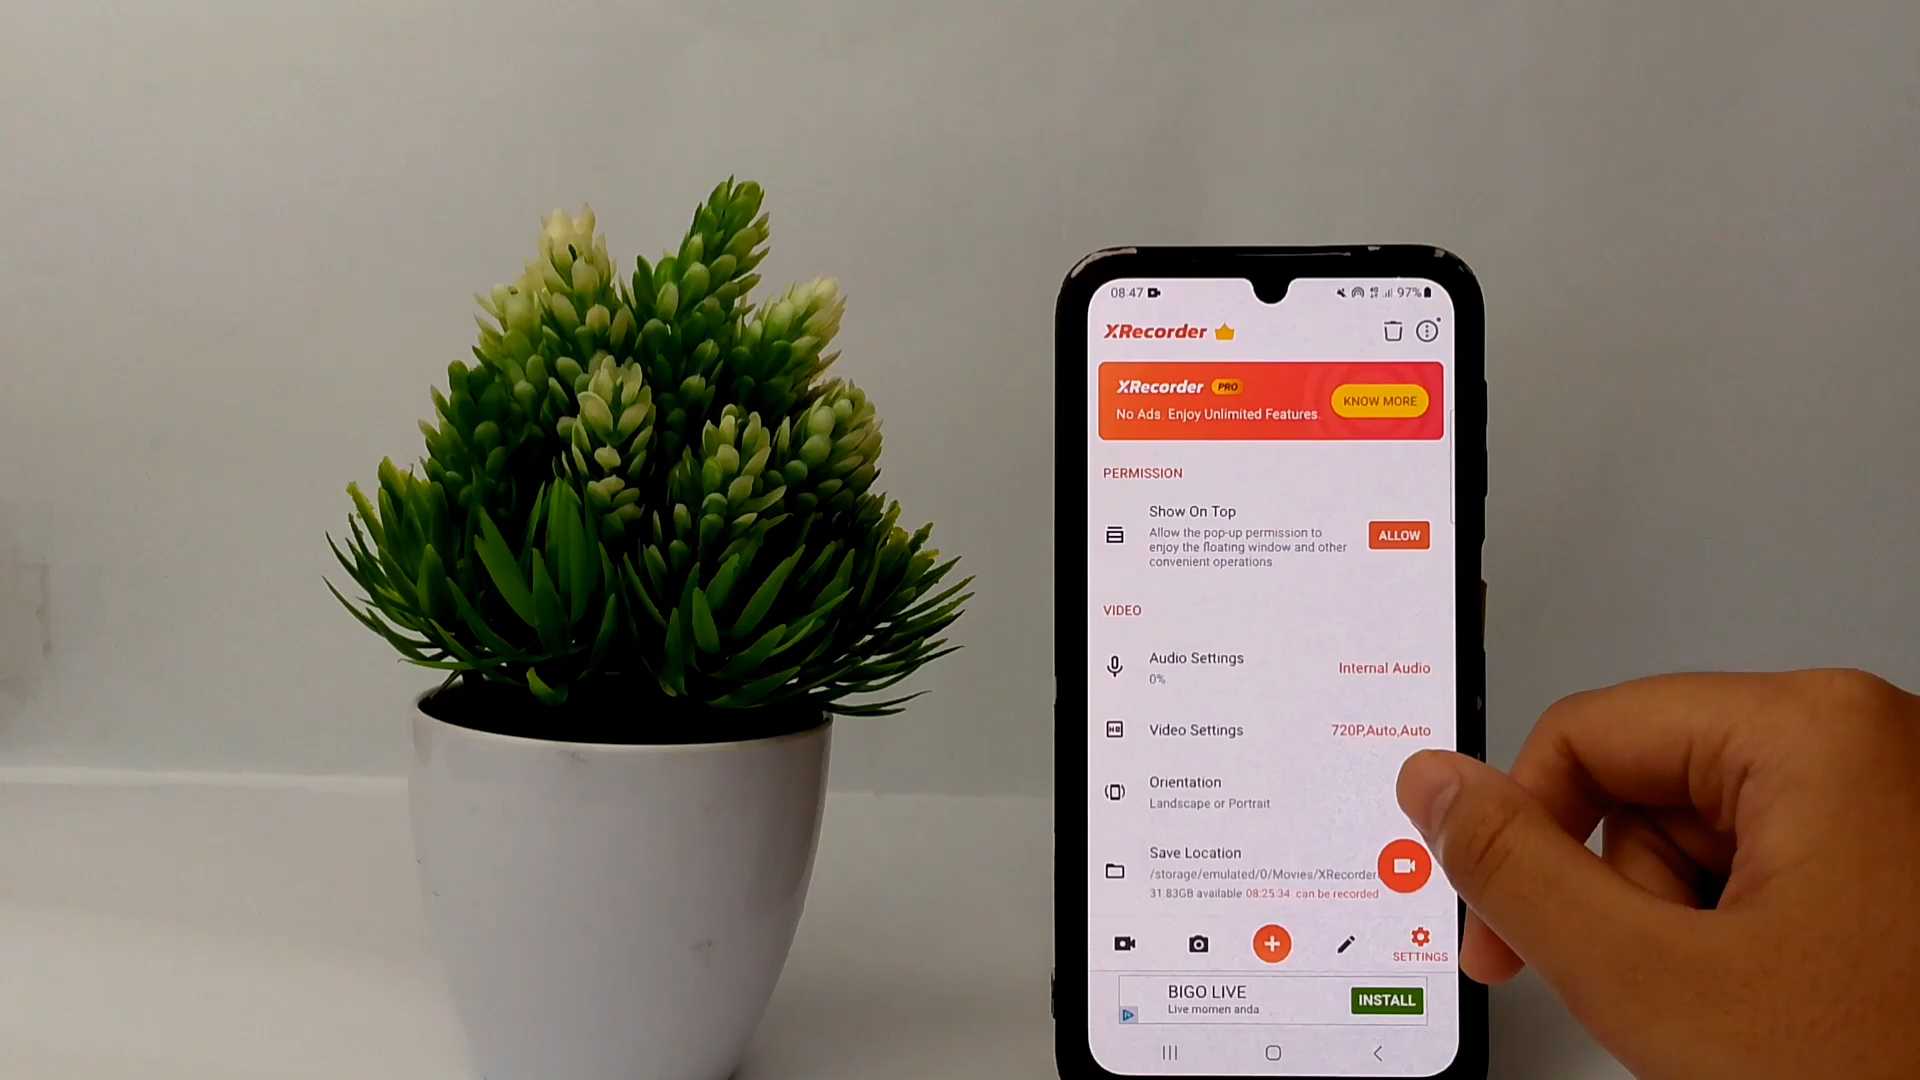 08:47 97%
XRecorder
XRecorder PRO
No Ads. Enjoy Unlimited Features.
KNOW MORE
PERMISSION
Show On Top
Allow the pop-up permission to
enjoy the floating window and other
convenient operations
ALLOW
VIDEO
Audio Settings
0%
Internal Audio
Video Settings
720P,Auto,Auto
Orientation
Landscape or Portrait
Save Location
/storage/emulated/0/Movies/XRecorder
31.83GB available 08:25:34 can be recorded
SETTINGS
BIGO LIVE
Live momen anda.
INSTALL